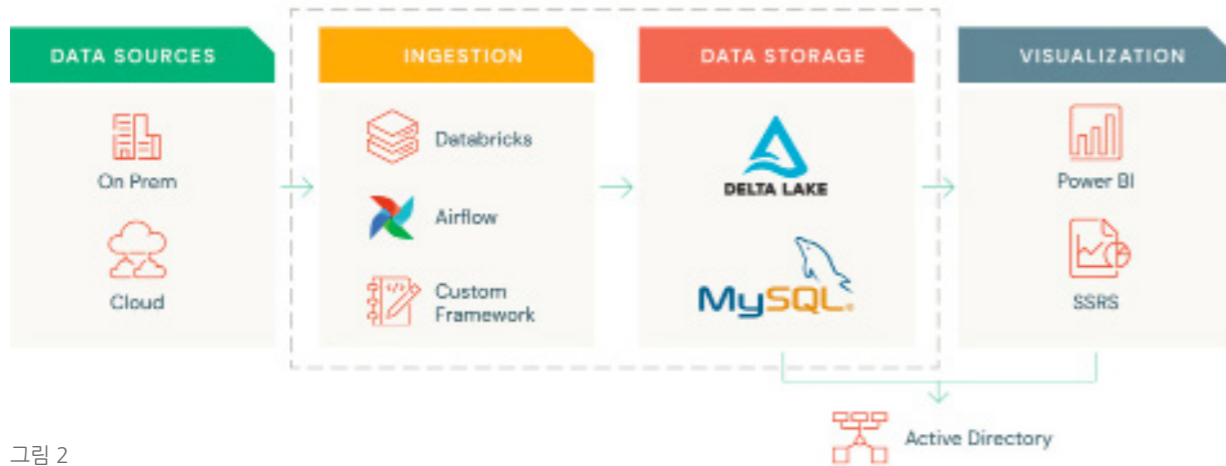 DATA SOURCES
On Prem
Cloud
INGESTION
Databricks
Airflow
Custom
Framework
DATA STORAGE
DELTA LAKE
MySQL®
VISUALIZATION
Power BI
SSRS
Active Directory
그림 2